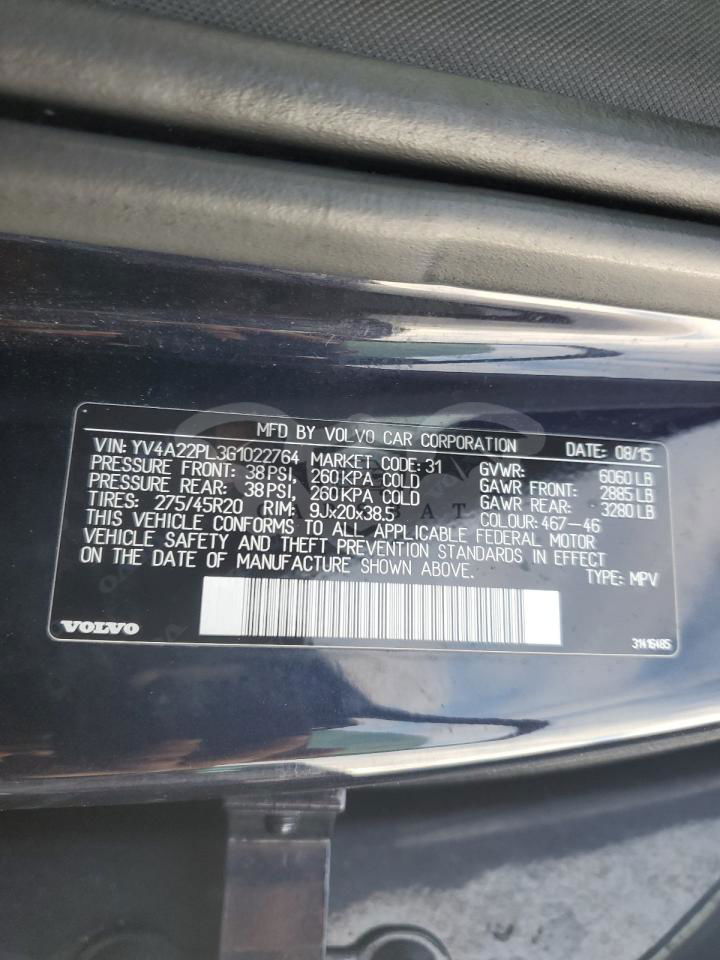 MFD BY VOLVO CAR CORPORATION DATE: 08/15
VIN: YV4A22PL3G1022764 MARKET CODE: 31 GVWR: 6060 LB
PRESSURE FRONT: 38 PSI, 260 KPA COLD GAWR FRONT: 2885 LB
PRESSURE REAR: 38 PSI, 260 KPA COLD GAWR REAR: 3280 LB
TIRES: 275/45R20 RIM: 9Jx20x38.5 COLOUR: 467-46
THIS VEHICLE CONFORMS TO ALL APPLICABLE FEDERAL MOTOR
VEHICLE SAFETY AND THEFT PREVENTION STANDARDS IN EFFECT
ON THE DATE OF MANUFACTURE SHOWN ABOVE. TYPE: MPV
VOLVO 31416485